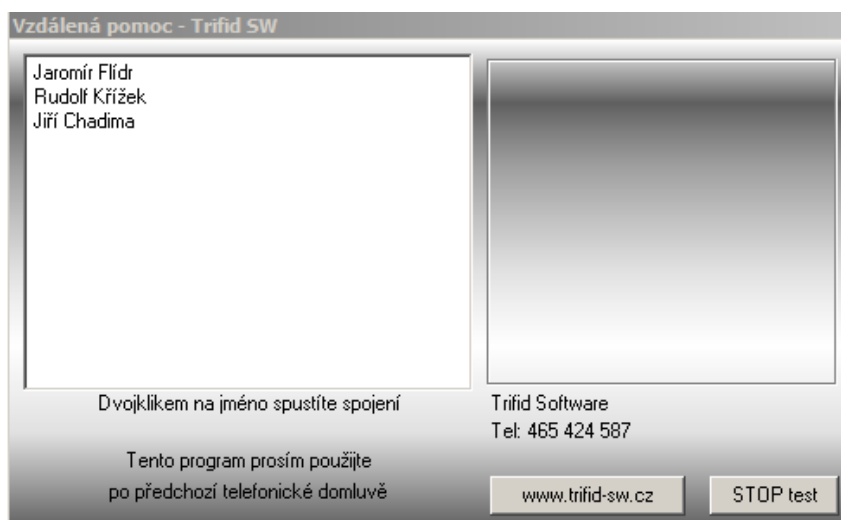 Vzdálená pomoc - Trifid SW
Jaromír Flídr
Rudolf Křížek
Jiří Chadima
Dvojklikem na jméno spustíte spojení
Tento program prosím použijte
po předchozí telefonické domluvě
Trifid Software
Tel: 465 424 587
www.trifid-sw.cz
STOP test